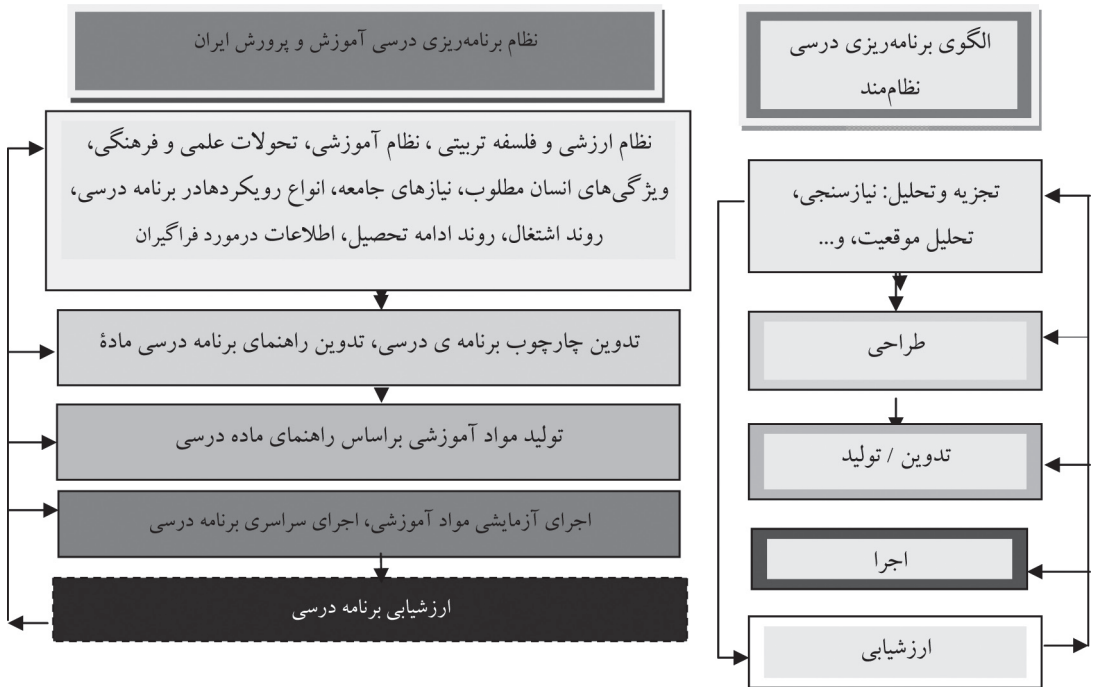 الگوی برنامه‌ریزی درسی
نظام‌مند
تجزیه وتحلیل: نیازسنجی،
تحلیل موقعیت، و...
طراحی
تدوین / تولید
اجرا
ارزشیابی
نظام برنامه‌ریزی درسی آموزش و پرورش ایران
نظام ارزشی و فلسفه تربیتی ، نظام آموزشی، تحولات علمی و فرهنگی،
ویژگی‌های انسان مطلوب، نیازهای جامعه، انواع رویکردهادر برنامه درسی،
روند اشتغال، روند ادامه تحصیل، اطلاعات درمورد فراگیران
تدوین چارچوب برنامه ی درسی، تدوین راهنمای برنامه درسی مادهٔ
تولید مواد آموزشی براساس راهنمای ماده درسی
اجرای آزمایشی مواد آموزشی، اجرای سراسری برنامه درسی
ارزشیابی برنامه درسی